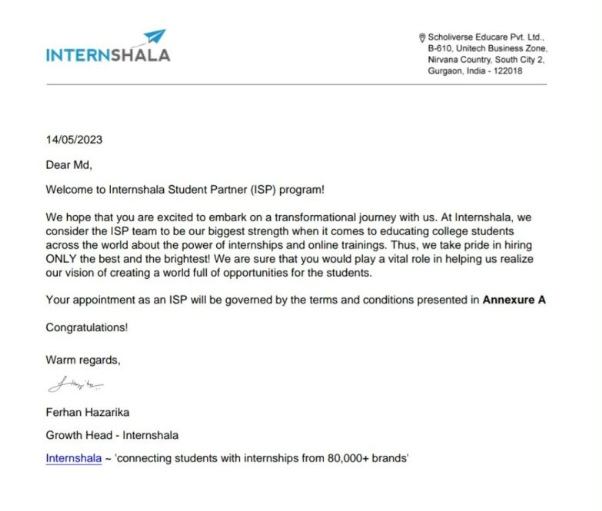 INTERNSHALA
Scholiverse Educare Pvt. Ltd.,
B-610, Unitech Business Zone,
Nirvana Country, South City 2,
Gurgaon, India - 122018
14/05/2023
Dear Md,
Welcome to Internshala Student Partner (ISP) program!
We hope that you are excited to embark on a transformational journey with us. At Internshala, we
consider the ISP team to be our biggest strength when it comes to educating college students
across the world about the power of internships and online trainings. Thus, we take pride in hiring
ONLY the best and the brightest! We are sure that you would play a vital role in helping us realize
our vision of creating a world full of opportunities for the students.
Your appointment as an ISP will be governed by the terms and conditions presented in Annexure A
Congratulations!
Warm regards,
Ferhan Hazarika
Growth Head - Internshala
Internshala ~ 'connecting students with internships from 80,000+ brands'